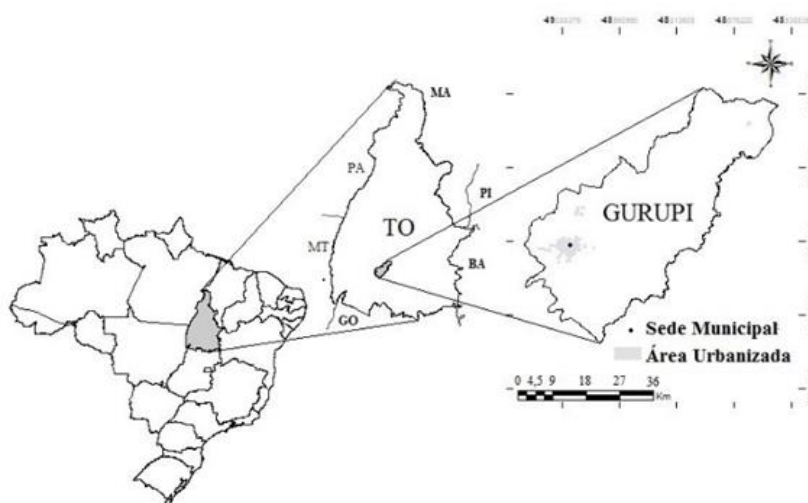 MA
PA
PI
TO
MT
BA
GO
GURUPI
Sede Municipal
Área Urbanizada
0 4,5 9 18 27 36
Km